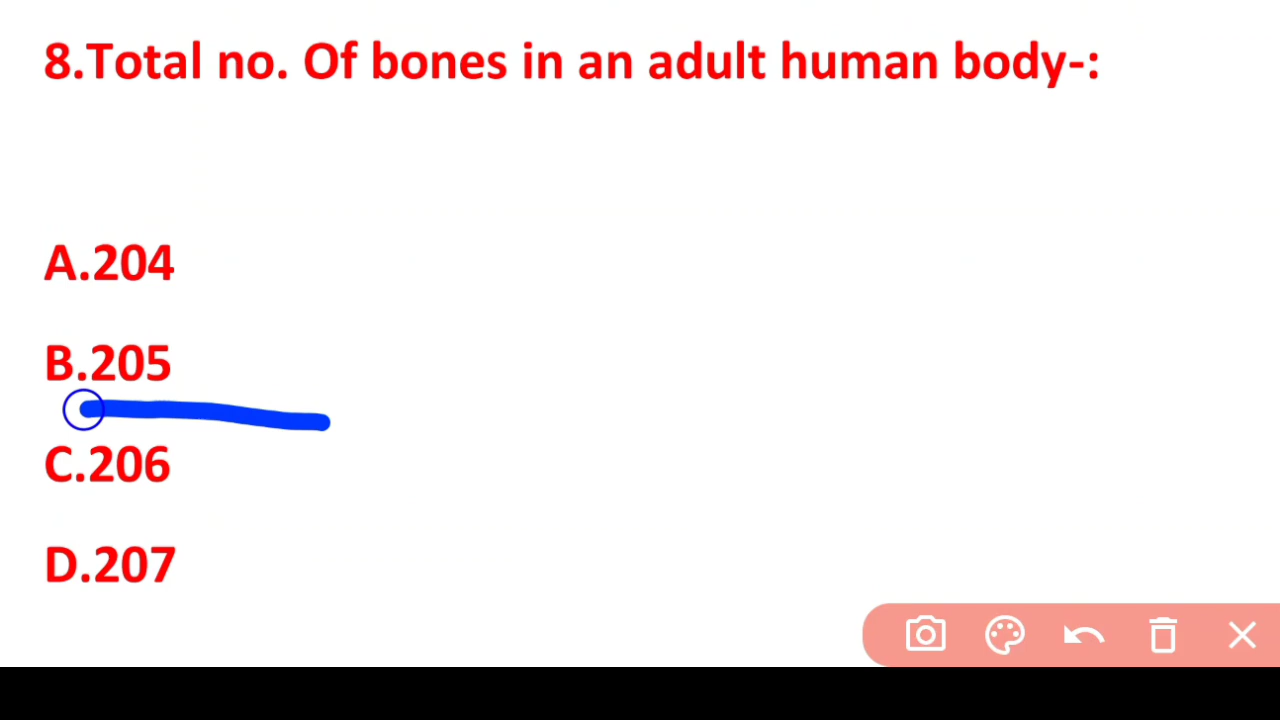 8.Total no. Of bones in an adult human body-:
A.204
B.205
C.206
D.207